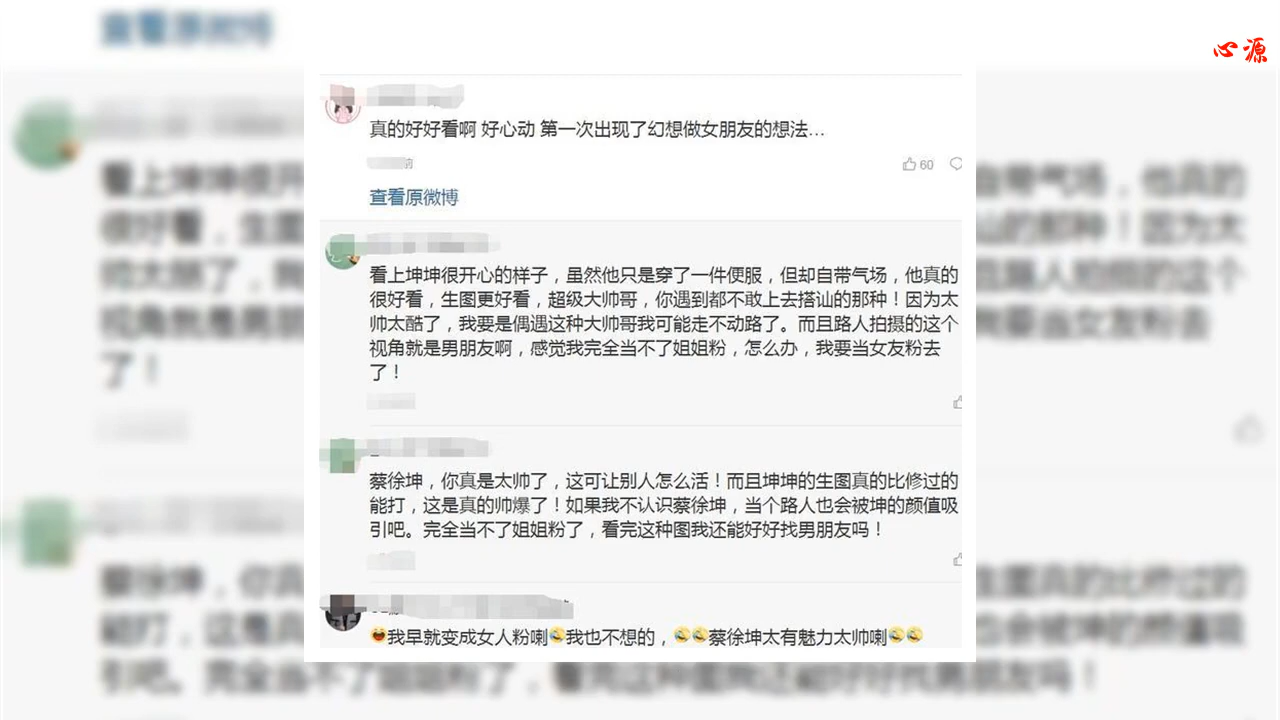 心源
真的好好看啊 好心动 第一次出现了幻想做女朋友的想法...
60
查看原微博
看上坤坤很开心的样子，虽然他只是穿了一件便服，但却自带气场，他真的
很好看，生图更好看，超级大帅哥，你遇到都不敢上去搭讪的那种！因为太
帅太酷了，我要是偶遇这种大帅哥我可能走不动路了。而且路人拍摄的这个
视角就是男朋友啊，感觉我完全当不了姐姐粉，怎么办，我要当女友粉去
了！
蔡徐坤，你真是太帅了，这可让别人怎么活！而且坤坤的生图真的比修过的
能打，这是真的帅爆了！如果我不认识蔡徐坤，当个路人也会被坤的颜值吸
引吧。完全当不了姐姐粉了，看完这种图我还能好好找男朋友吗！
我早就变成女人粉喇我也不想的，蔡徐坤太有魅力太帅喇